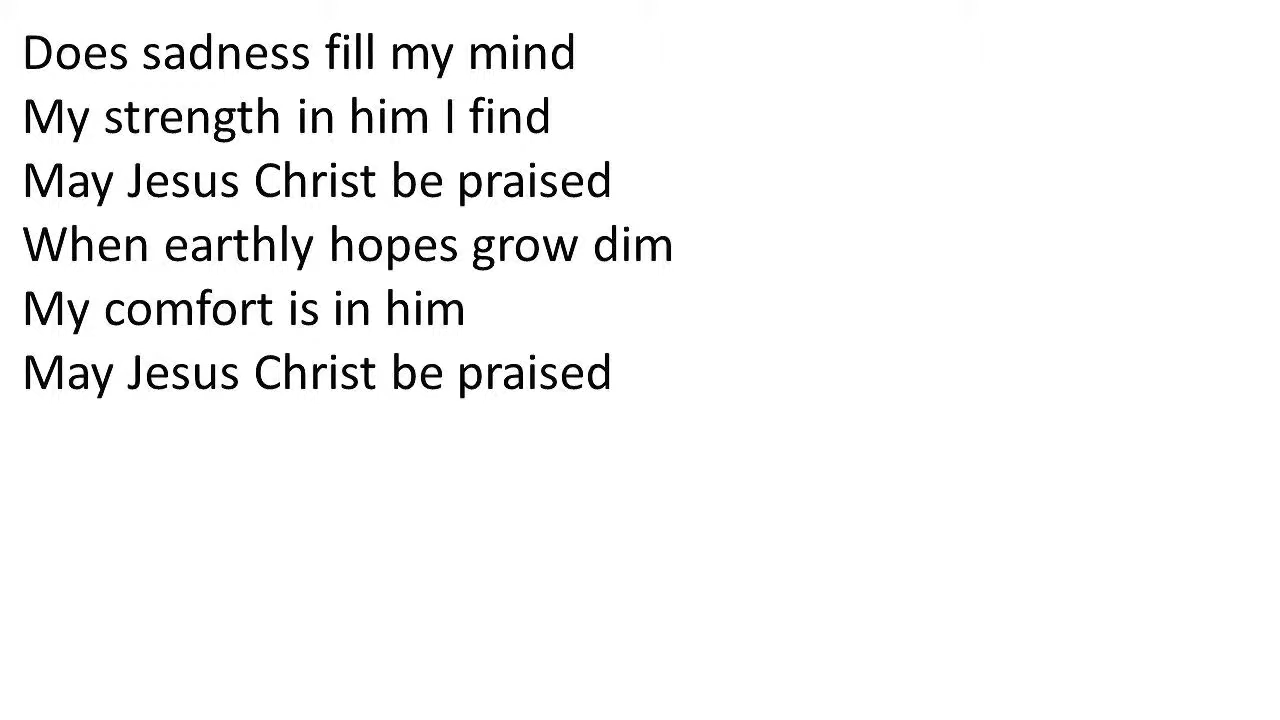 Does sadness fill my mind
My strength in him I find
May Jesus Christ be praised
When earthly hopes grow dim
My comfort is in him
May Jesus Christ be praised